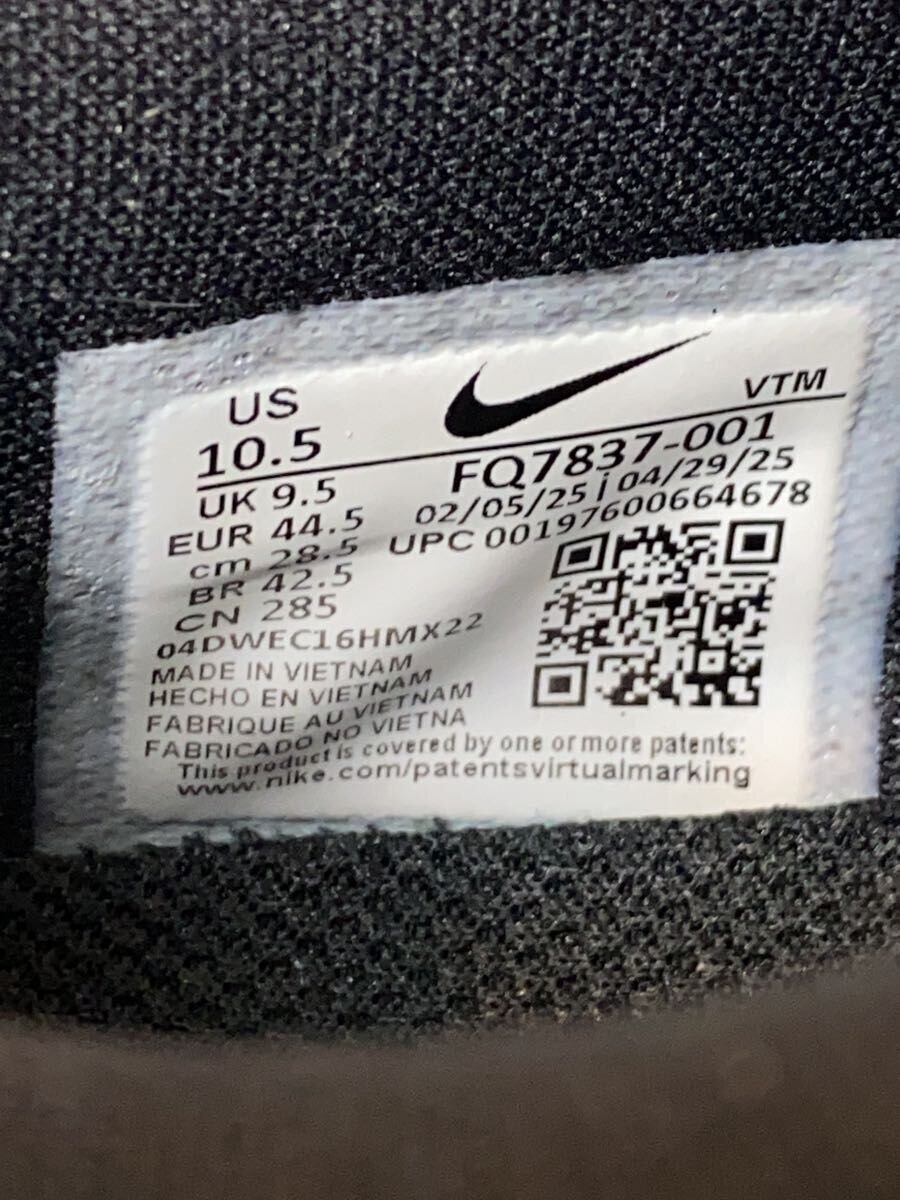 US
10.5
VTM
UK 9.5
FQ7837-001
EUR 44.5
02/05/25 | 04/29/25
cm 28.5
UPC 00197600664678
BR 42.5
CN 285
04DWEC16HMX22
MADE IN VIETNAM
HECHO EN VIETNAM
FABRIQUE AU VIETNAM
FABRICADO NO VIETNA
This product is covered by one or more patents:
www.nike.com/patentsvirtualmarking